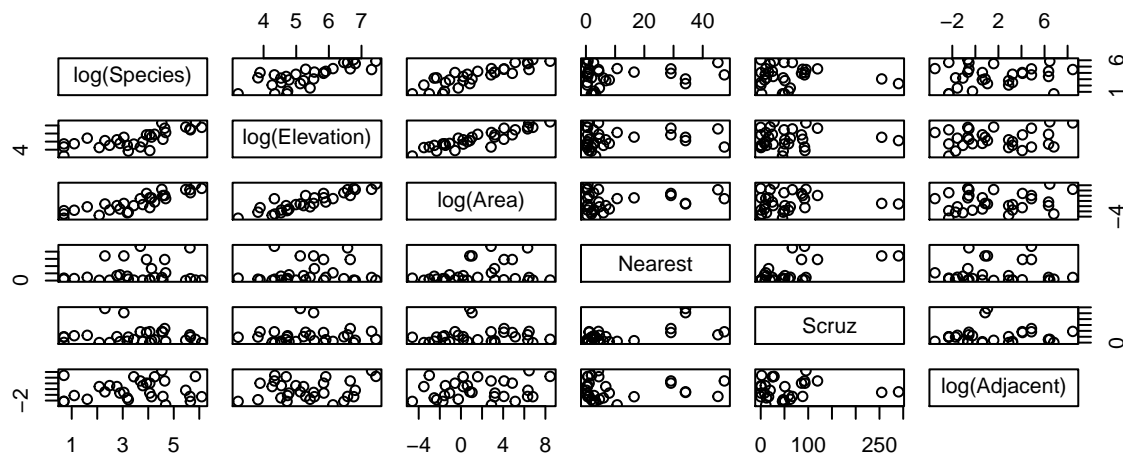 4 5 6 7 0 20 40 −2 2 6
log(Species) 1 6
4 log(Elevation)
log(Area) −4
0 Nearest
Scruz 0
−2 log(Adjacent)
1 3 5 −4 0 4 8 0 100 250